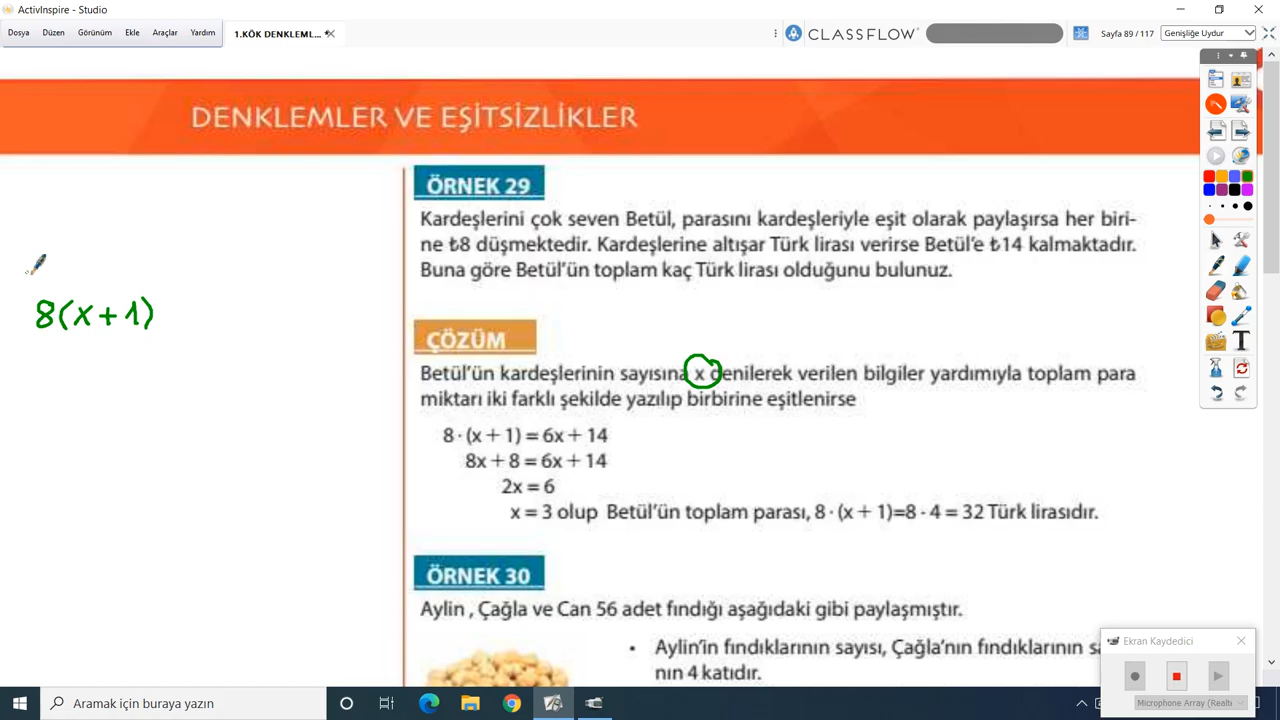 ActivInspire - Studio
Dosya Düzen Görünüm Ekle Araçlar Yardım
1.KÖK DENKLEML...
CLASSFLOW
Sayfa 89 / 117
Genişliğe Uydur
DENKLEMLER VE EŞİTSİZLİKLER
ÖRNEK 29
Kardeşlerini çok seven Betül, parasını kardeşleriyle eşit olarak paylaşırsa her biri-
ne ₺8 düşmektedir. Kardeşlerine altışar Türk lirası verirse Betül'e ₺14 kalmaktadır.
Buna göre Betül'ün toplam kaç Türk lirası olduğunu bulunuz.
8(x+1)
ÇÖZÜM
Betül'ün kardeşlerinin sayısına x denilerek verilen bilgiler yardımıyla toplam para
miktarı iki farklı şekilde yazılıp birbirine eşitlenirse
8 · (x + 1) = 6x + 14
8x + 8 = 6x + 14
2x = 6
x = 3 olup Betül'ün toplam parası, 8 · (x + 1)=8 · 4 = 32 Türk lirasıdır.
ÖRNEK 30
Aylin , Çağla ve Can 56 adet fındığı aşağıdaki gibi paylaşmıştır.
• Aylin'in fındıklarının sayısı, Çağla'nın fındıklarının
nın 4 katıdır.
Ekran Kaydedici
Microphone Array (Realt
Aramak için buraya yazın